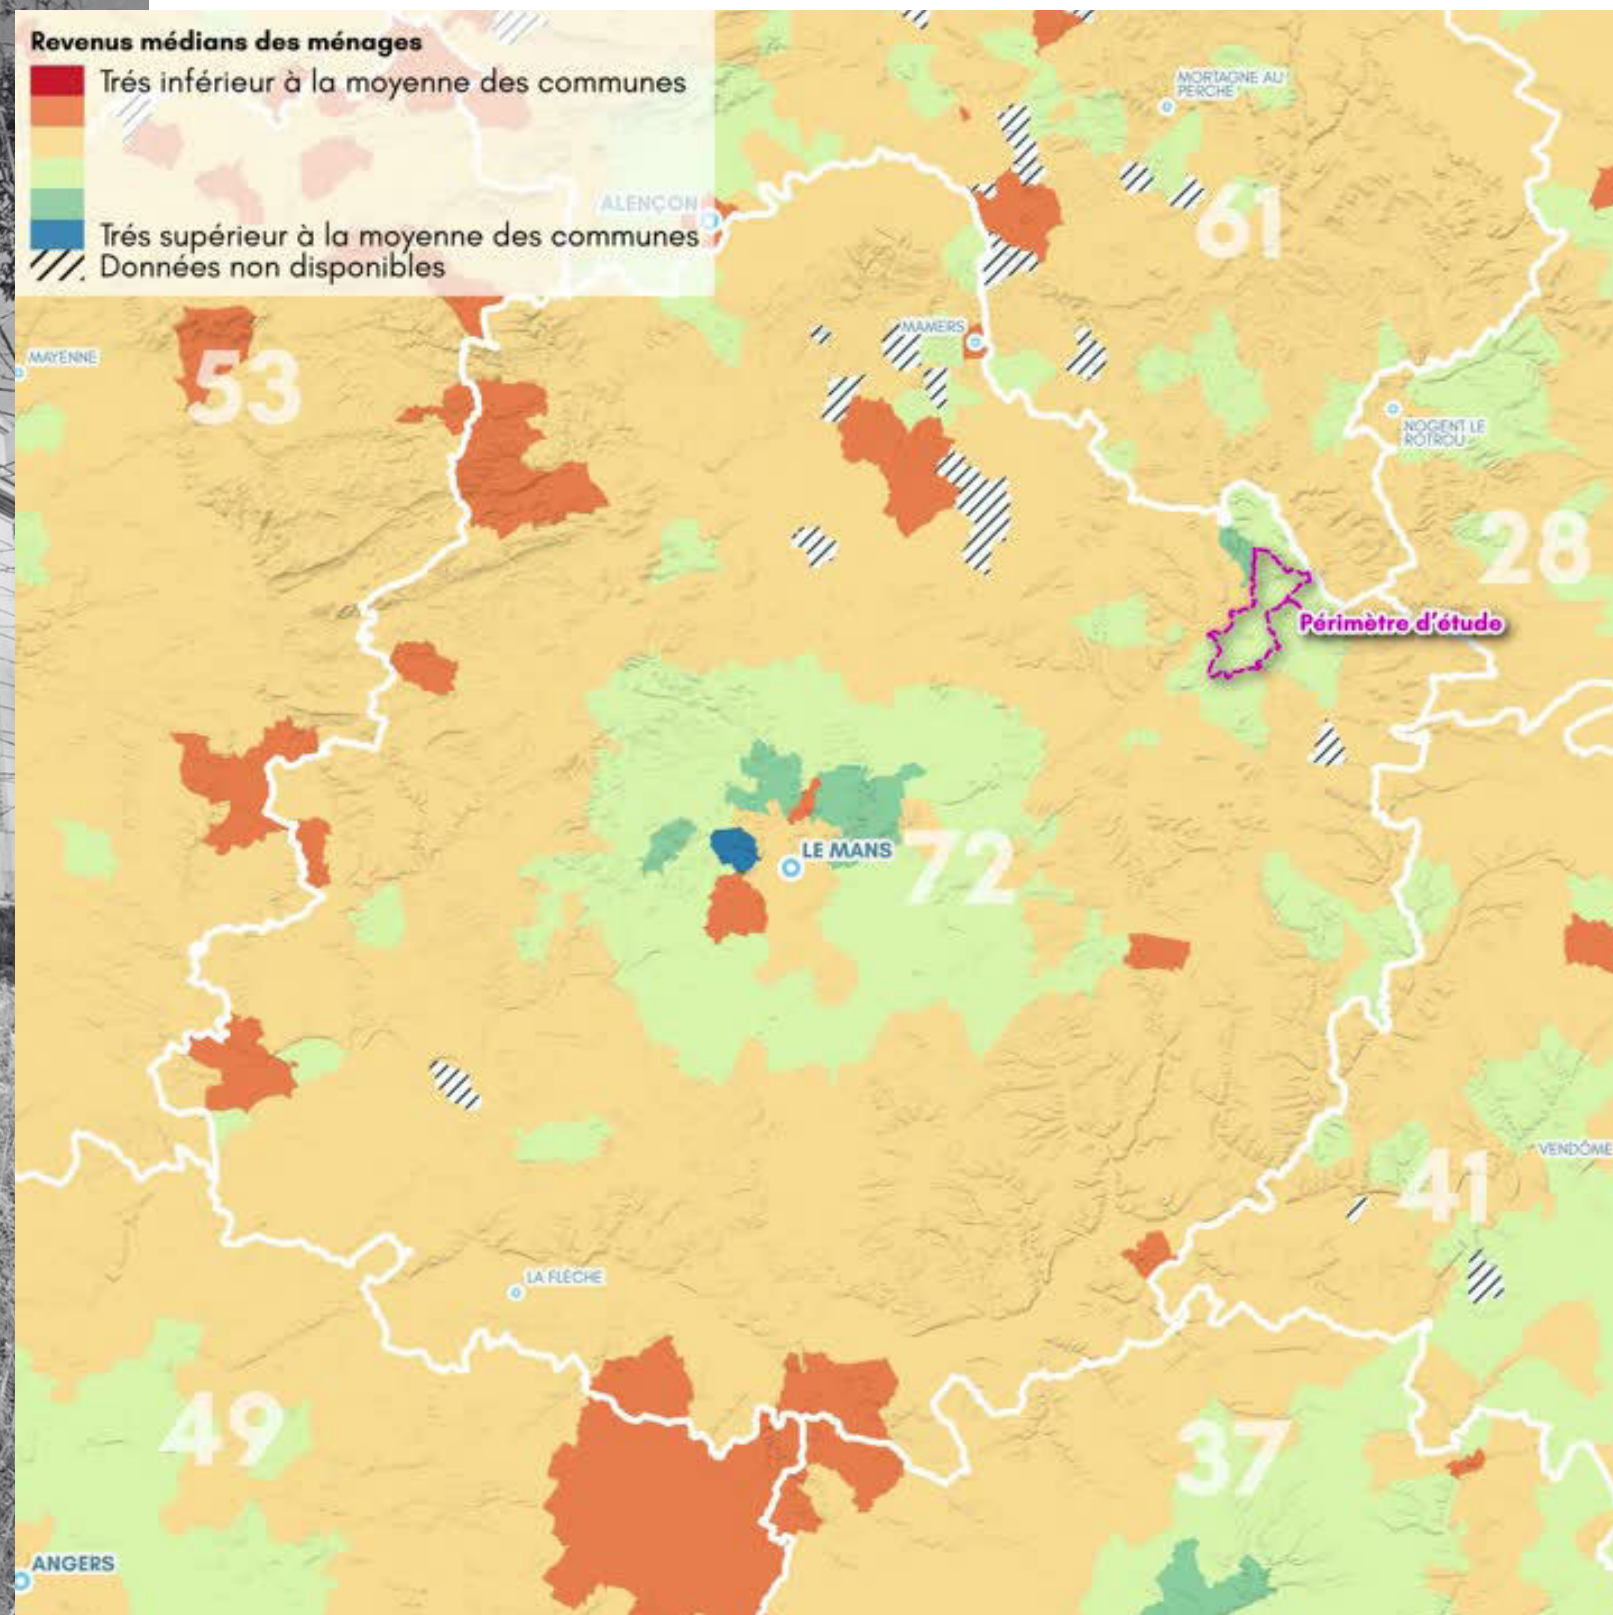 Revenus médians des ménages
Trés inférieur à la moyenne des communes
Trés supérieur à la moyenne des communes
Données non disponibles
MORTAGNE AU
PERCHE
ALENÇON
61
MAMERS
MAYENNE
53
NOGENT LE
ROTROU
28
Périmètre d'étude
LE MANS
72
VENDÔME
41
LA FLÈCHE
49
37
ANGERS